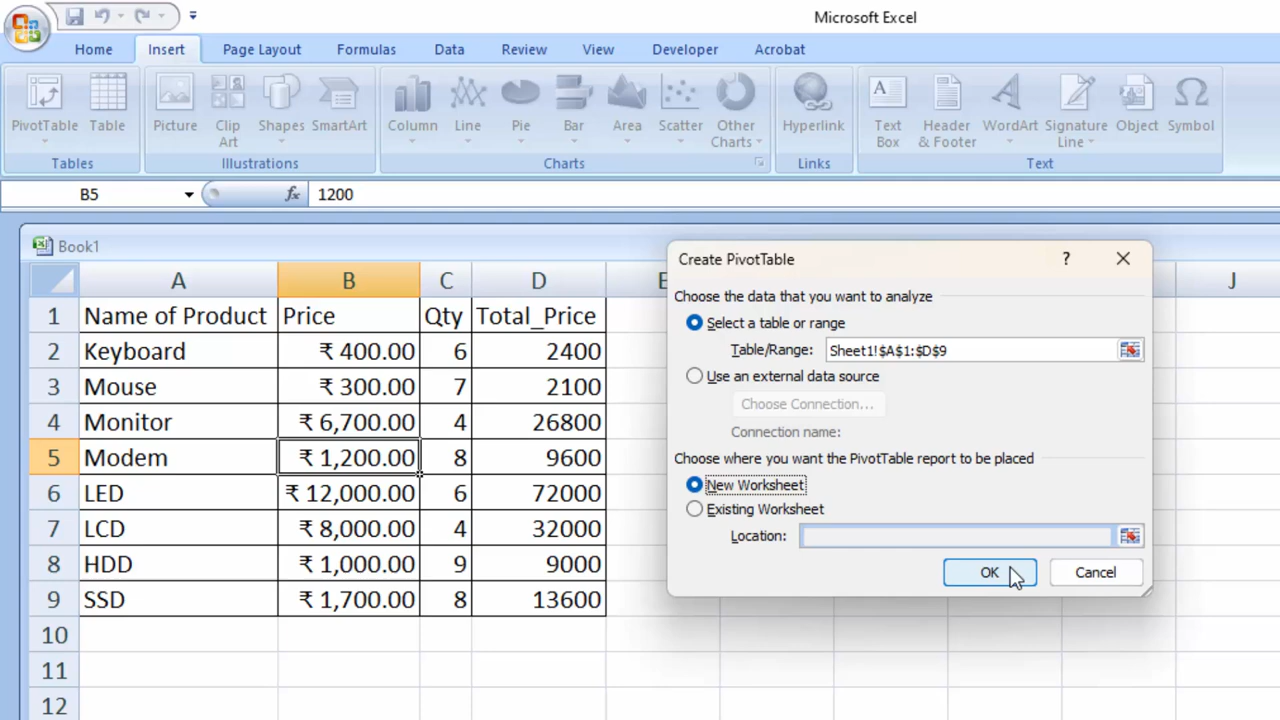 Microsoft Excel
Home Insert Page Layout Formulas Data Review View Developer Acrobat
PivotTable Table Picture Clip Art Shapes SmartArt Column Line Pie Bar Area Scatter Other Charts Hyperlink Text Box Header & Footer WordArt Signature Line Object Symbol
Tables Illustrations Charts Links Text
B5 fx 1200
Book1
A B C D E J
1 Name of Product Price Qty Total_Price
2 Keyboard ₹ 400.00 6 2400
3 Mouse ₹ 300.00 7 2100
4 Monitor ₹ 6,700.00 4 26800
5 Modem ₹ 1,200.00 8 9600
6 LED ₹ 12,000.00 6 72000
7 LCD ₹ 8,000.00 4 32000
8 HDD ₹ 1,000.00 9 9000
9 SSD ₹ 1,700.00 8 13600
10
11
12
Create PivotTable ?
Choose the data that you want to analyze
Select a table or range
Table/Range: Sheet1!$A$1:$D$9
Use an external data source
Choose Connection...
Connection name:
Choose where you want the PivotTable report to be placed
New Worksheet
Existing Worksheet
Location:
OK Cancel